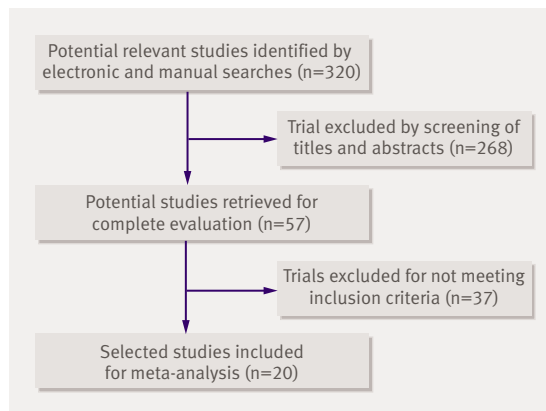 Potential relevant studies identified by
electronic and manual searches (n=320)
Trial excluded by screening of
titles and abstracts (n=268)
Potential studies retrieved for
complete evaluation (n=57)
Trials excluded for not meeting
inclusion criteria (n=37)
Selected studies included
for meta-analysis (n=20)